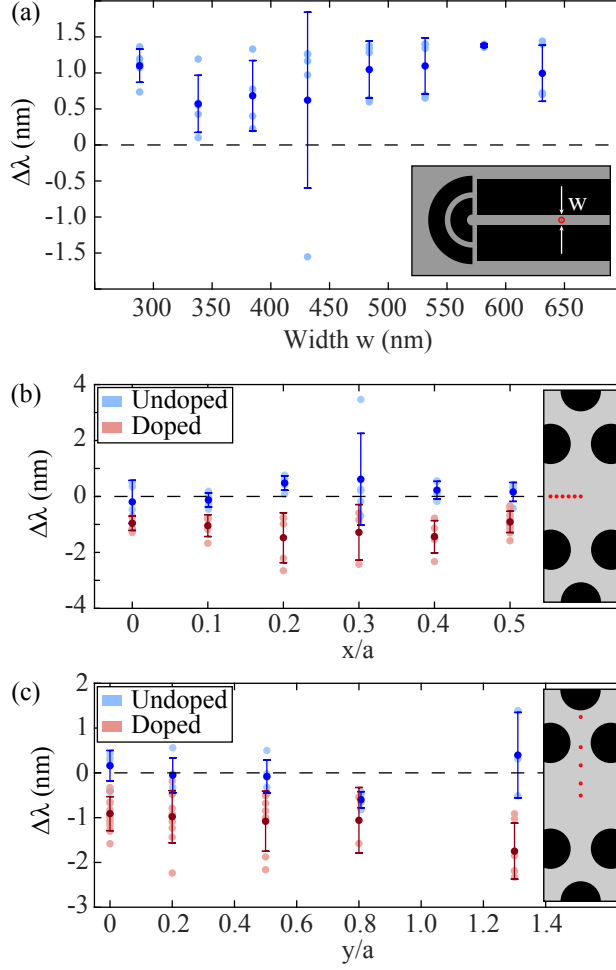 (a)
1.5
1.0
0.5
0
-0.5
-1.0
-1.5
Δλ (nm)
w
300 350 400 450 500 550 600 650
Width w (nm)
(b)
4
2
0
-2
-4
Δλ (nm)
Undoped
Doped
0 0.1 0.2 0.3 0.4 0.5
x/a
(c)
2
1
0
-1
-2
-3
Δλ (nm)
Undoped
Doped
0 0.2 0.4 0.6 0.8 1.0 1.2 1.4
y/a